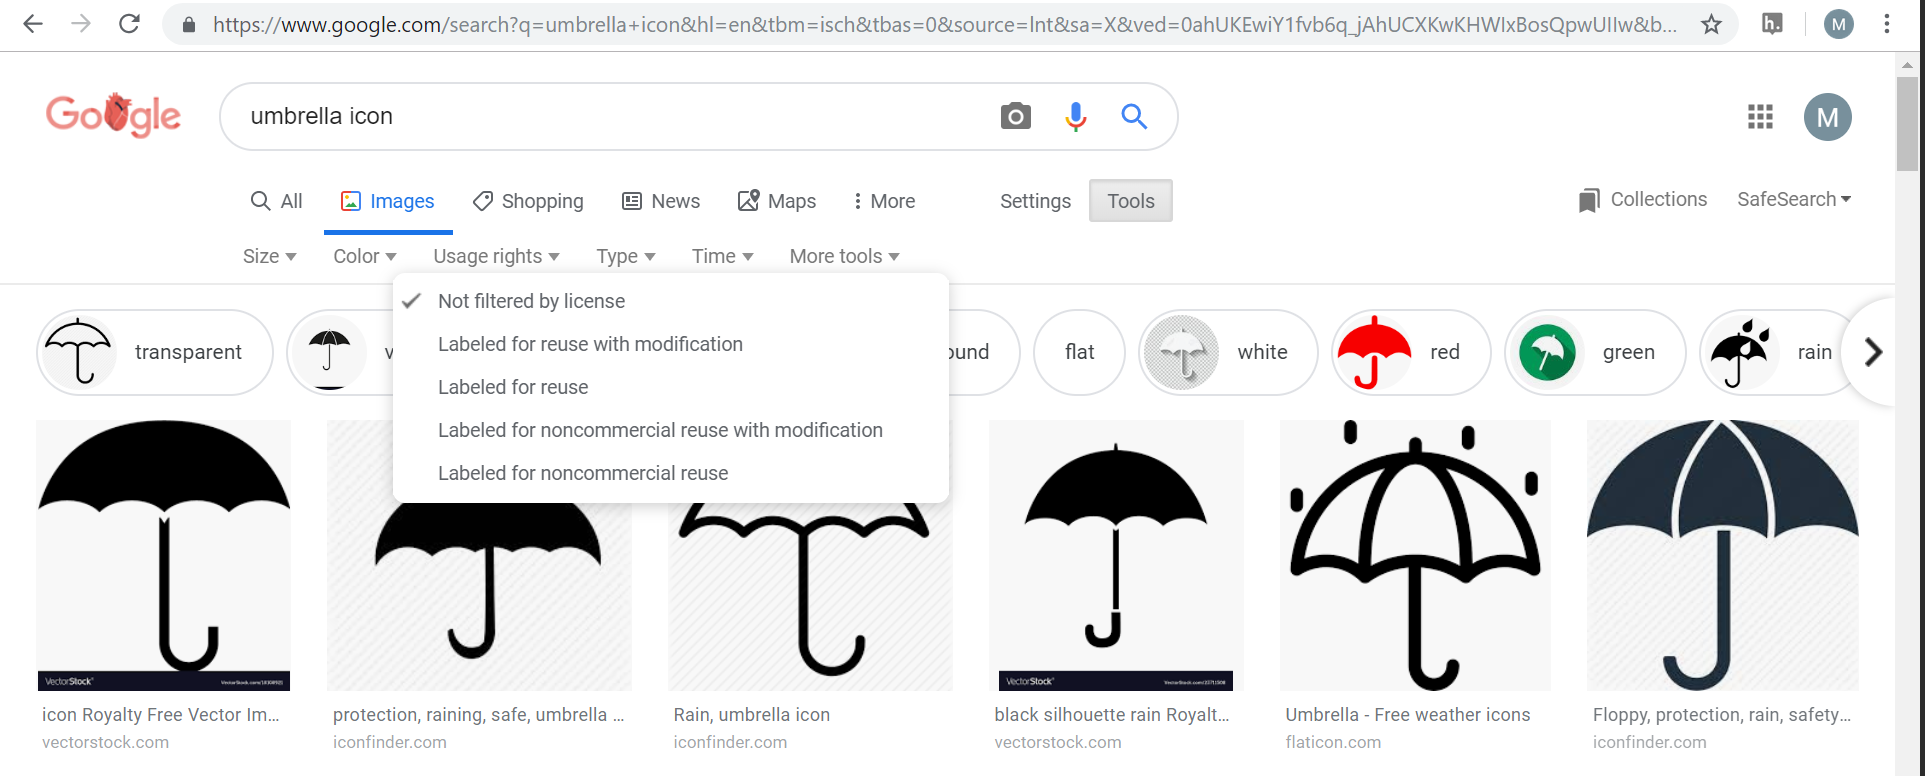 https://www.google.com/search?q=umbrella+icon&hl=en&tbm=isch&tbas=0&source=lnt&sa=X&ved=0ahUKEwiY1fvb6q_jAhUCXKwKHWIxBosQpwUIIw&b...
h.
M
Google
umbrella icon
M
All
Images
Shopping
News
Maps
More
Settings
Tools
Collections
SafeSearch
Size
Color
Usage rights
Type
Time
More tools
Not filtered by license
Labeled for reuse with modification
Labeled for reuse
Labeled for noncommercial reuse with modification
Labeled for noncommercial reuse
transparent
flat
white
red
green
rain
VectorStock
VectorStock
icon Royalty Free Vector Im...
protection, raining, safe, umbrella ...
Rain, umbrella icon
black silhouette rain Royalt...
Umbrella - Free weather icons
Floppy, protection, rain, safety...
vectorstock.com
iconfinder.com
iconfinder.com
vectorstock.com
flaticon.com
iconfinder.com